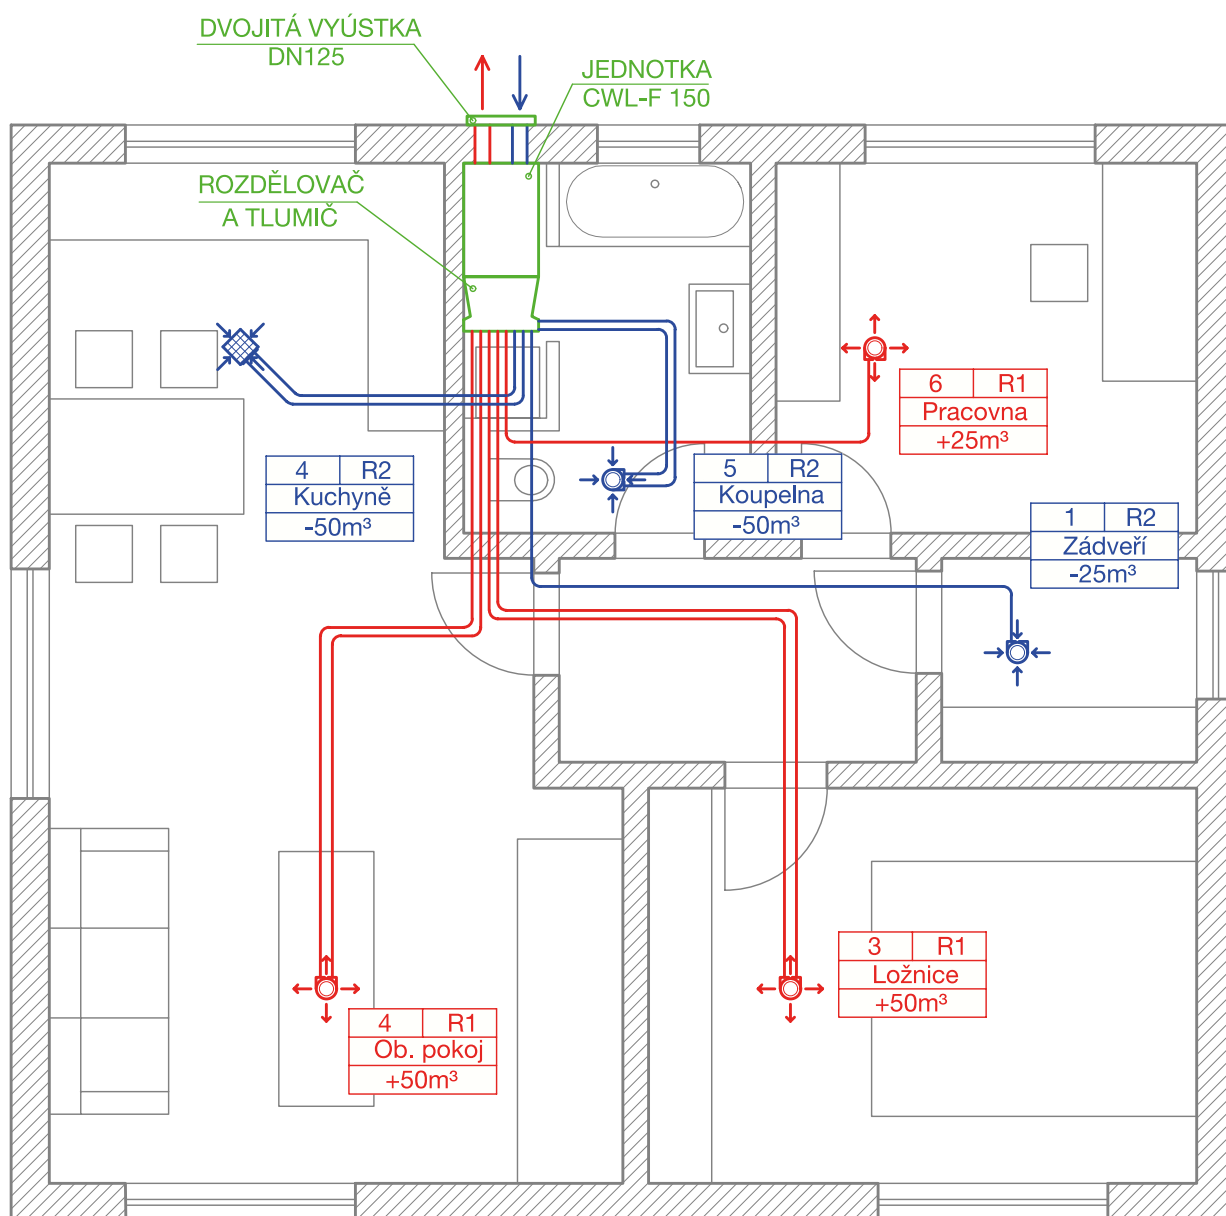 DVOJITÁ VYÚSTKA
DN125
JEDNOTKA
CWL-F 150
ROZDĚLOVAČ
A TLUMIČ
6 R1
Pracovna
+25m³
4 R2
Kuchyně
-50m³
5 R2
Koupelna
-50m³
1 R2
Zádveří
-25m³
3 R1
Ložnice
+50m³
4 R1
Ob. pokoj
+50m³